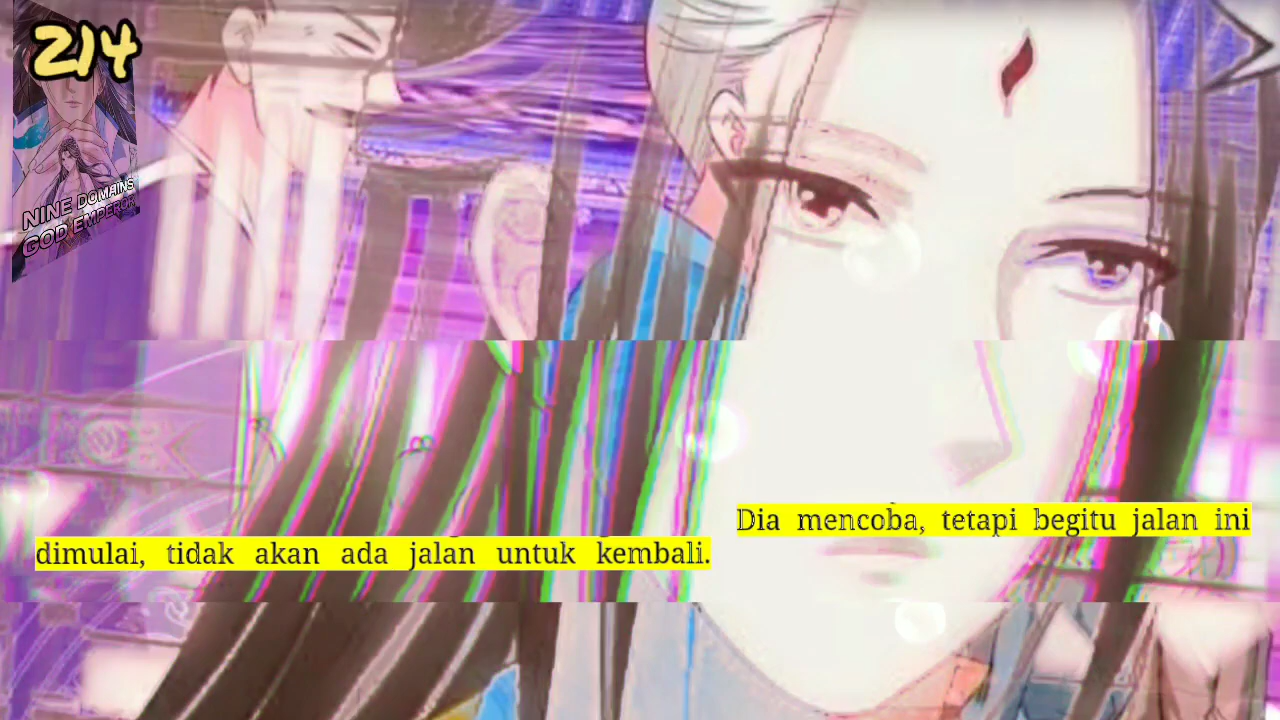 214
NINE DOMAINS
GOD EMPEROR
Dia mencoba, tetapi begitu jalan ini
dimulai, tidak akan ada jalan untuk kembali.